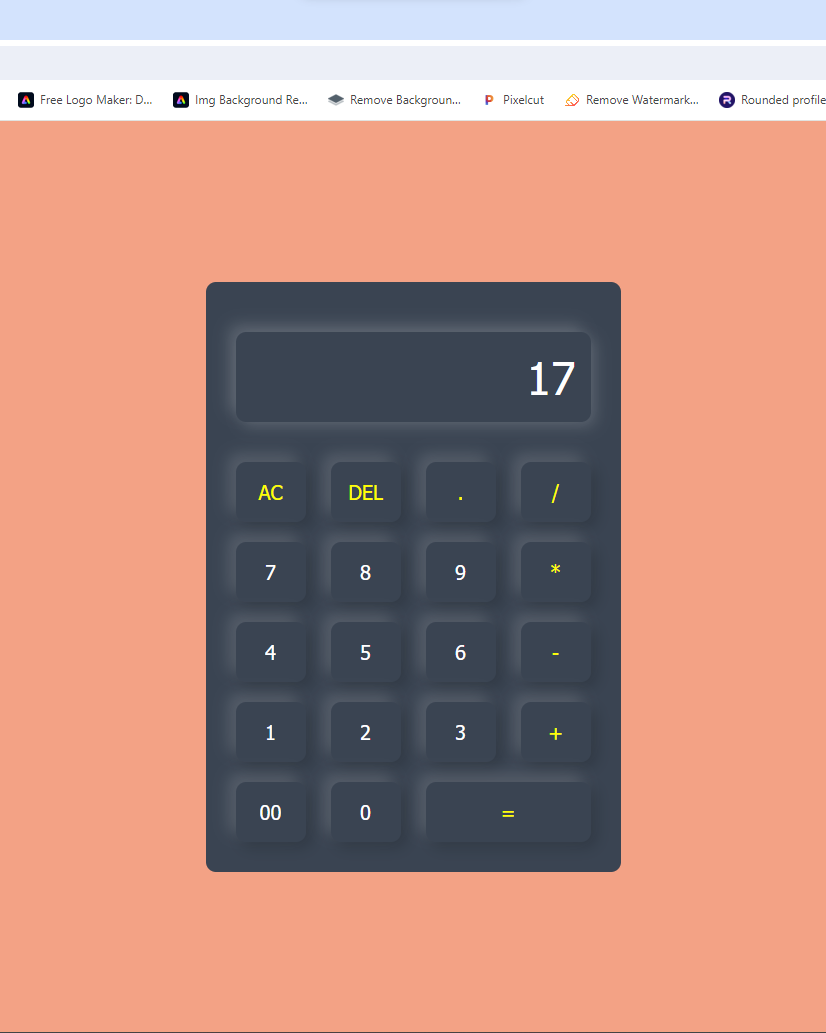 Free Logo Maker: D... Img Background Re... Remove Backgroun... Pixelcut Remove Watermark... Rounded profile
17
AC DEL . /
7 8 9 *
4 5 6 -
1 2 3 +
00 0 =